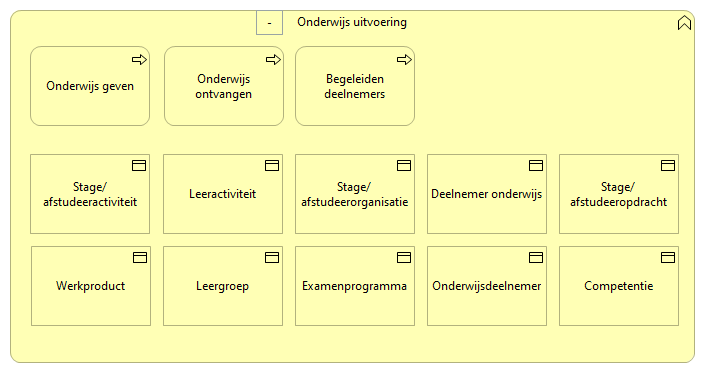 -
Onderwijs uitvoering
Onderwijs geven
Onderwijs
ontvangen
Begeleiden
deelnemers
Stage/
afstudeeractiviteit
Leeractiviteit
Stage/
afstudeerorganisatie
Deelnemer onderwijs
Stage/
afstudeeropdracht
Werkproduct
Leergroep
Examenprogramma
Onderwijsdeelnemer
Competentie